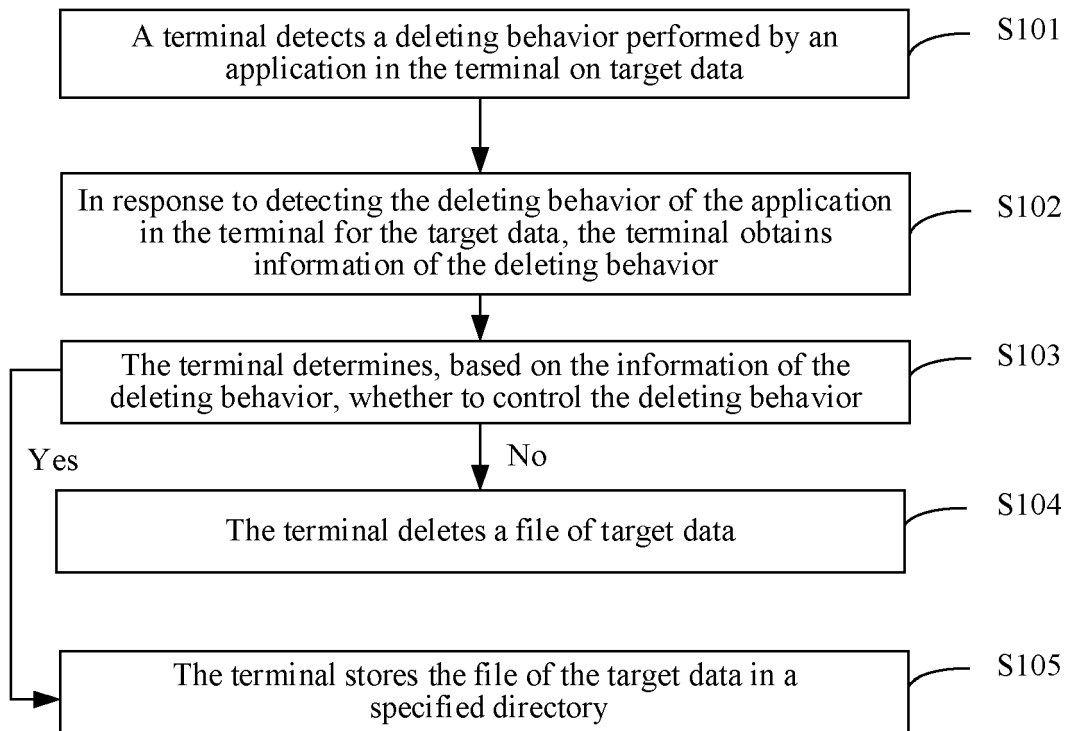 A terminal detects a deleting behavior performed by an
application in the terminal on target data
S101
In response to detecting the deleting behavior of the application
in the terminal for the target data, the terminal obtains
information of the deleting behavior
S102
The terminal determines, based on the information of the
deleting behavior, whether to control the deleting behavior
S103
Yes
No
The terminal deletes a file of target data
S104
The terminal stores the file of the target data in a
specified directory
S105